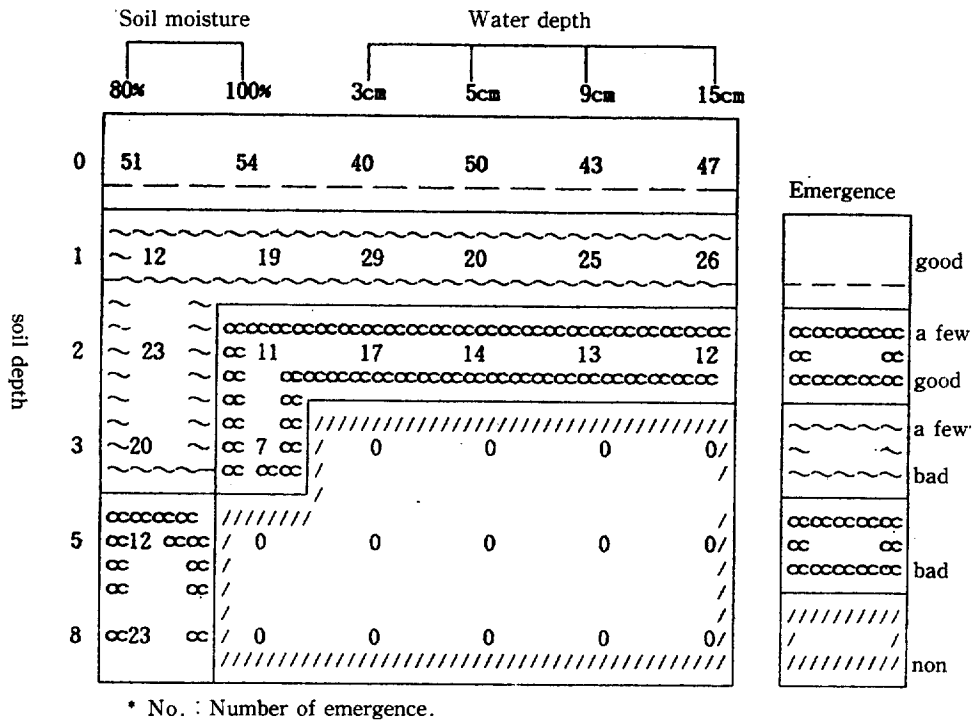 Soil moisture Water depth
80% 100% 3cm 5cm 9cm 15cm
0 51 54 40 50 43 47
Emergence
1 12 19 29 20 25 26
good
a few
2 23 11 17 14 13 12
good
soil depth
3 20 7 0 0 0 0
a few
bad
5 12 0 0 0 0 0
bad
8 23 0 0 0 0 0
non
* No. : Number of emergence.